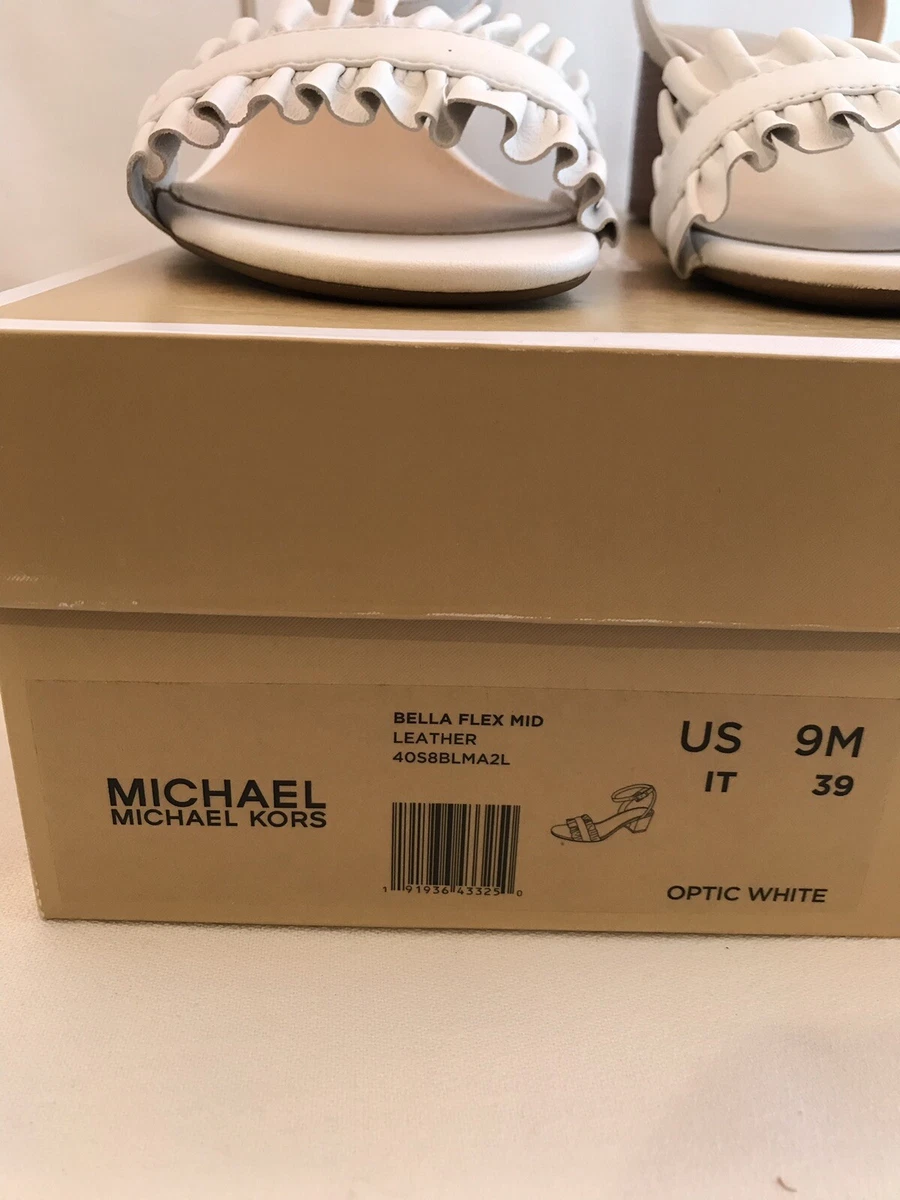 MICHAEL
MICHAEL KORS
BELLA FLEX MID
LEATHER
40S8BLMA2L
1 91936 43325 0
US 9M
IT 39
OPTIC WHITE